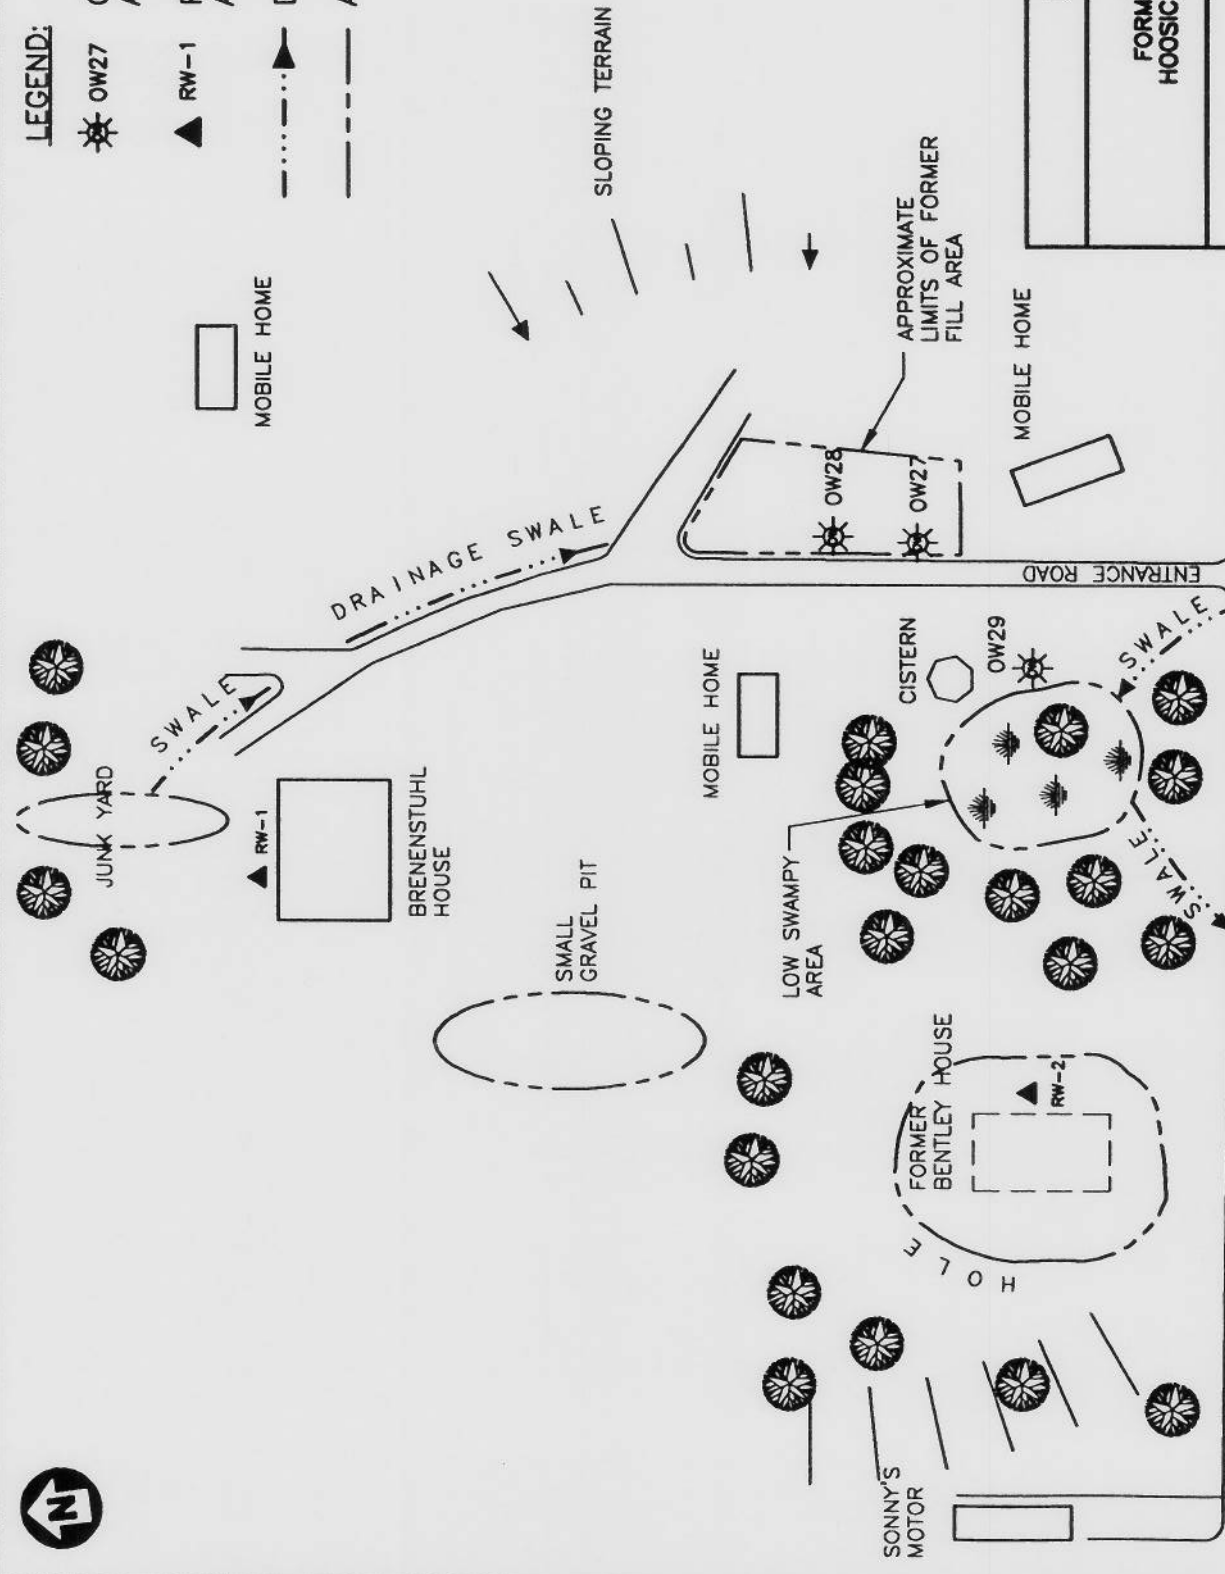 LEGEND:
OW27
RW-1
SLOPING TERRAIN
MOBILE HOME
DRAINAGE SWALE
SWALE
JUNK YARD
RW-1
BRENENSTUHL
HOUSE
SMALL
GRAVEL PIT
APPROXIMATE
LIMITS OF FORMER
FILL AREA
OW28
OW27
MOBILE HOME
ENTRANCE ROAD
MOBILE HOME
CISTERN
OW29
SWALE
LOW SWAMPY
AREA
SWALE
FORMER
BENTLEY HOUSE
RW-2
HOLE
SONNY'S
MOTOR
N
FORM
HOOSIC